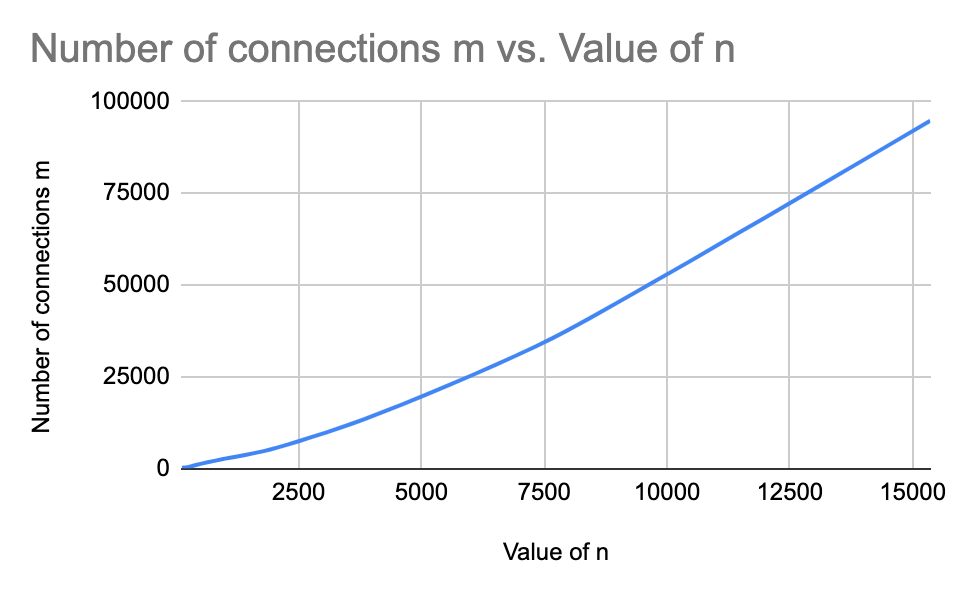 Number of connections m vs. Value of n
100000
75000
50000
25000
0
Number of connections m
2500 5000 7500 10000 12500 15000
Value of n